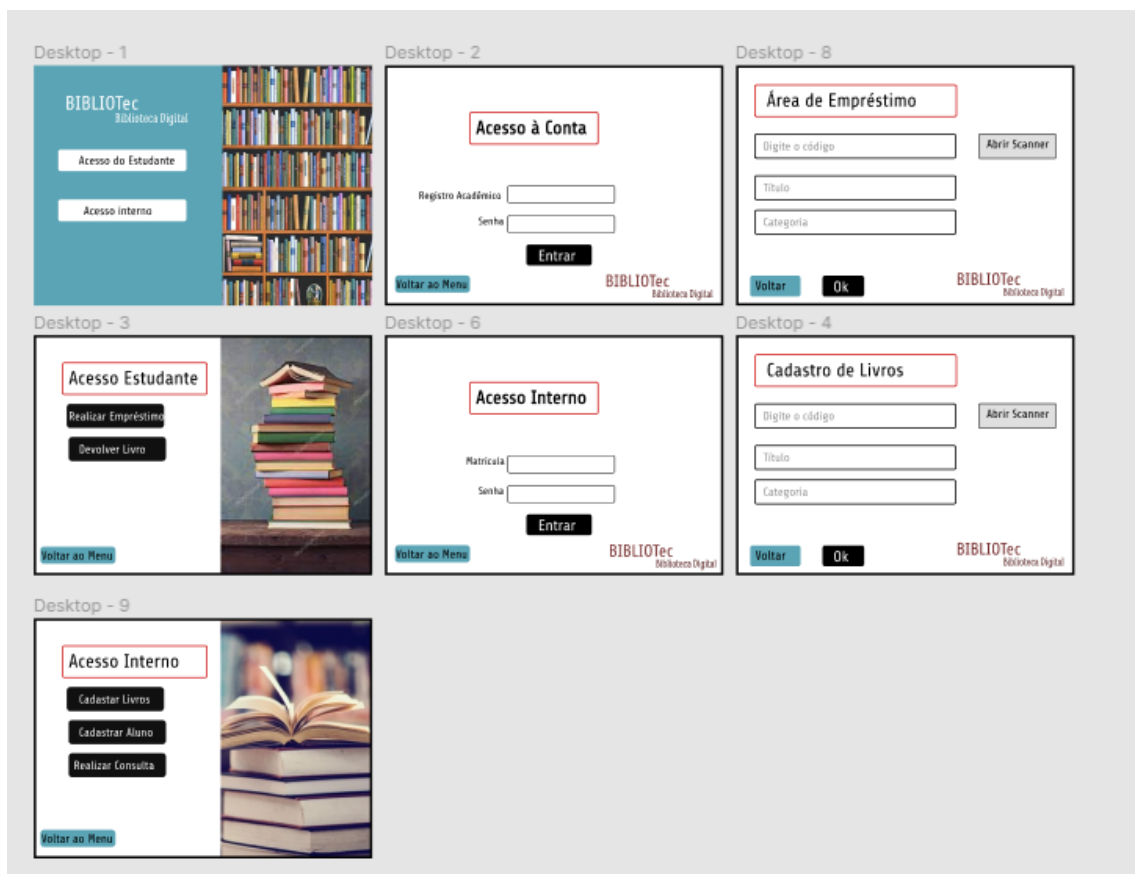 Desktop - 1
BIBLIOTec
Biblioteca Digital
Acesso do Estudante
Acesso interno
Desktop - 2
Acesso à Conta
Registro Acadêmico
Senha
Entrar
Voltar ao Menu
BIBLIOTec
Biblioteca Digital
Desktop - 8
Área de Empréstimo
Digite o código
Abrir Scanner
Título
Categoria
Voltar
Ok
BIBLIOTec
Biblioteca Digital
Desktop - 3
Acesso Estudante
Realizar Empréstimo
Devolver Livro
Voltar ao Menu
Desktop - 6
Acesso Interno
Matrícula
Senha
Entrar
Voltar ao Menu
BIBLIOTec
Biblioteca Digital
Desktop - 4
Cadastro de Livros
Digite o código
Abrir Scanner
Título
Categoria
Voltar
Ok
BIBLIOTec
Biblioteca Digital
Desktop - 9
Acesso Interno
Cadastar Livros
Cadastrar Aluno
Realizar Consulta
Voltar ao Menu